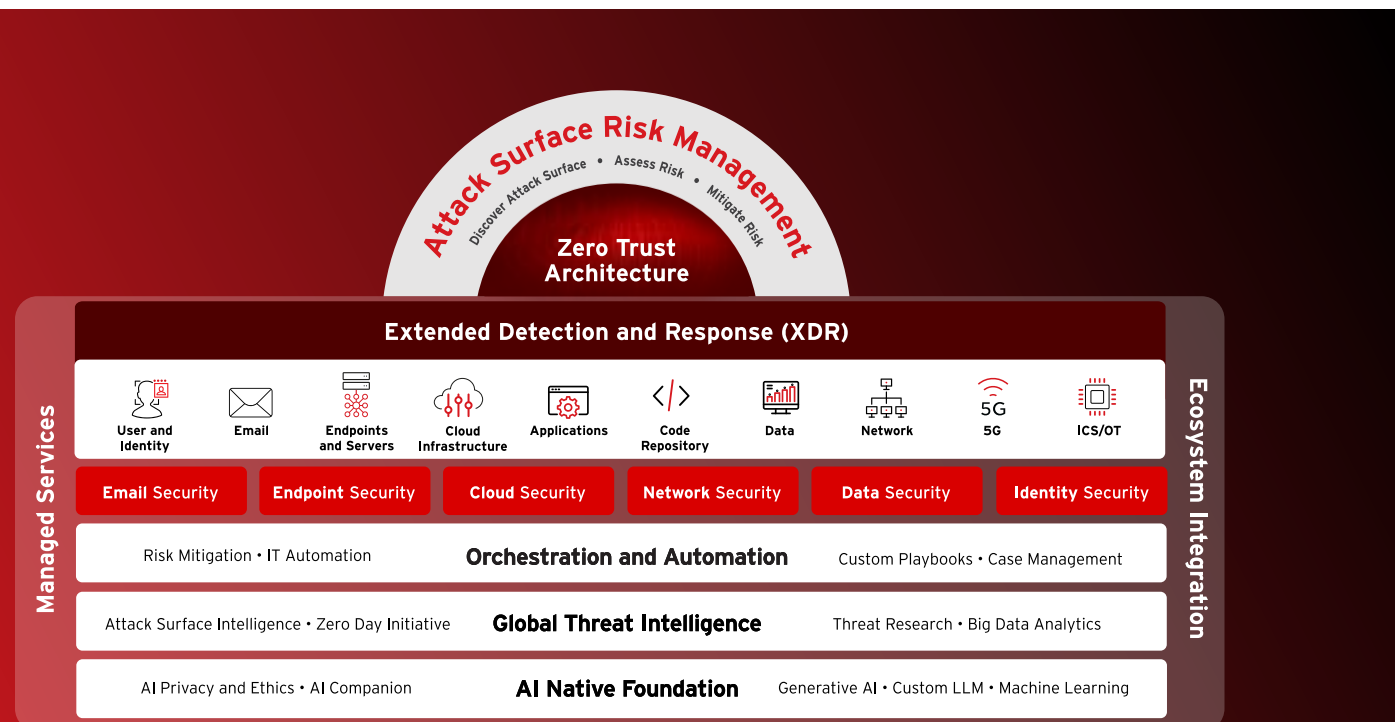 Attack Surface Risk Management
Discover Attack Surface • Assess Risk • Mitigate Risk
Zero Trust
Architecture
Managed Services
Extended Detection and Response (XDR)
User and
Identity
Email
Endpoints
and Servers
Cloud
Infrastructure
Applications
Code
Repository
Data
Network
5G
5G
ICS/OT
Email Security
Endpoint Security
Cloud Security
Network Security
Data Security
Identity Security
Risk Mitigation • IT Automation
Orchestration and Automation
Custom Playbooks • Case Management
Attack Surface Intelligence • Zero Day Initiative
Global Threat Intelligence
Threat Research • Big Data Analytics
AI Privacy and Ethics • AI Companion
AI Native Foundation
Generative AI • Custom LLM • Machine Learning
Ecosystem Integration